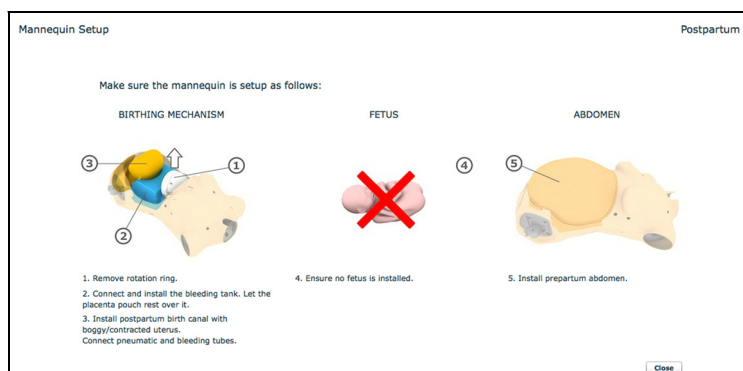 Mannequin Setup
Postpartum
Make sure the mannequin is setup as follows:
BIRTHING MECHANISM
3
1
2
1. Remove rotation ring.
2. Connect and install the bleeding tank. Let the
placenta pouch rest over it.
3. Install postpartum birth canal with
boggy/contracted uterus.
Connect pneumatic and bleeding tubes.
FETUS
4
4. Ensure no fetus is installed.
ABDOMEN
5
5. Install prepartum abdomen.
Close